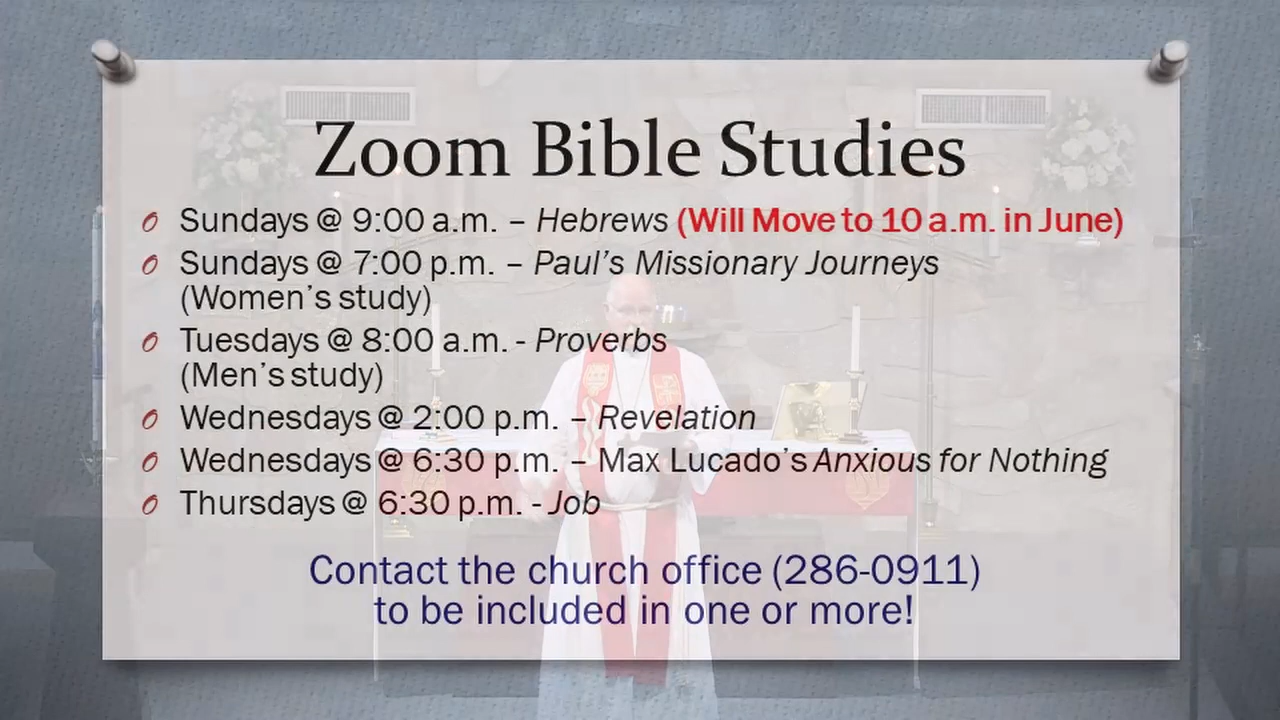 Zoom Bible Studies
Sundays @ 9:00 a.m. – Hebrews (Will Move to 10 a.m. in June)
Sundays @ 7:00 p.m. – Paul's Missionary Journeys
(Women's study)
Tuesdays @ 8:00 a.m. - Proverbs
(Men's study)
Wednesdays @ 2:00 p.m. – Revelation
Wednesdays @ 6:30 p.m. – Max Lucado's Anxious for Nothing
Thursdays @ 6:30 p.m. - Job
Contact the church office (286-0911)
to be included in one or more!